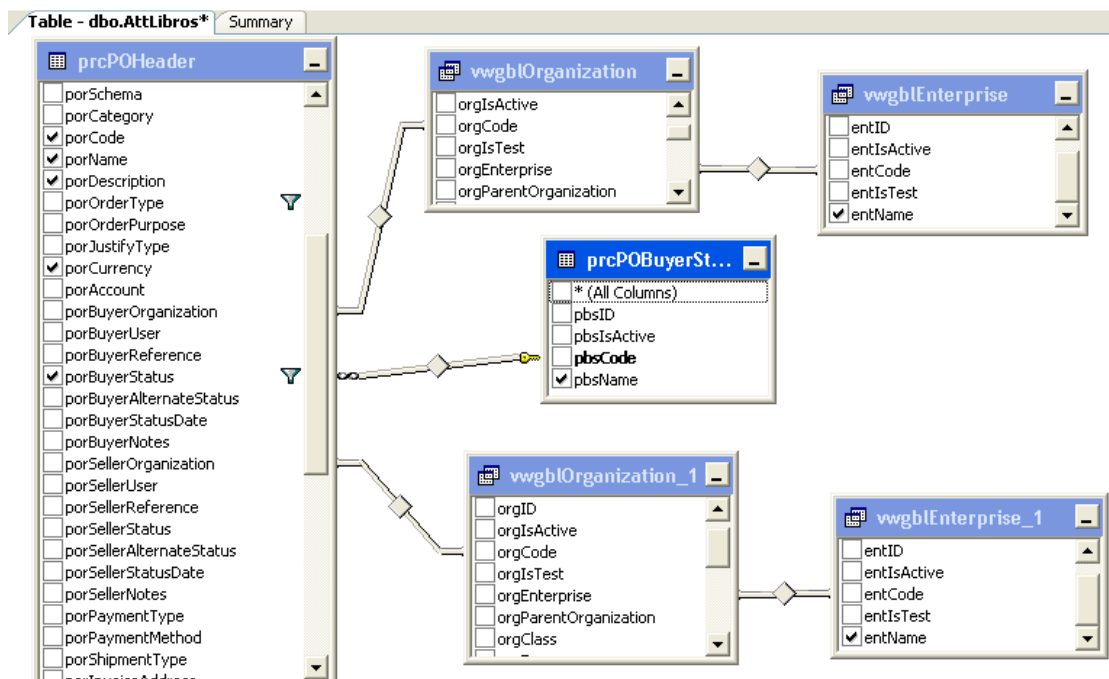 Table - dbo.AttLibros*
Summary
prcPOHeader
porSchema
porCategory
porCode
porName
porDescription
porOrderType
porOrderPurpose
porJustifyType
porCurrency
porAccount
porBuyerOrganization
porBuyerUser
porBuyerReference
porBuyerStatus
porBuyerAlternateStatus
porBuyerStatusDate
porBuyerNotes
porSellerOrganization
porSellerUser
porSellerReference
porSellerStatus
porSellerAlternateStatus
porSellerStatusDate
porSellerNotes
porPaymentType
porPaymentMethod
porShipmentType
porInvoiceAddress
vwgblOrganization
orgIsActive
orgCode
orgIsTest
orgEnterprise
orgParentOrganization
vwgblEnterprise
entID
entIsActive
entCode
entIsTest
entName
prcPOBuyerSt...
* (All Columns)
pbsID
pbsIsActive
pbsCode
pbsName
vwgblOrganization_1
orgID
orgIsActive
orgCode
orgIsTest
orgEnterprise
orgParentOrganization
orgClass
vwgblEnterprise_1
entID
entIsActive
entCode
entIsTest
entName